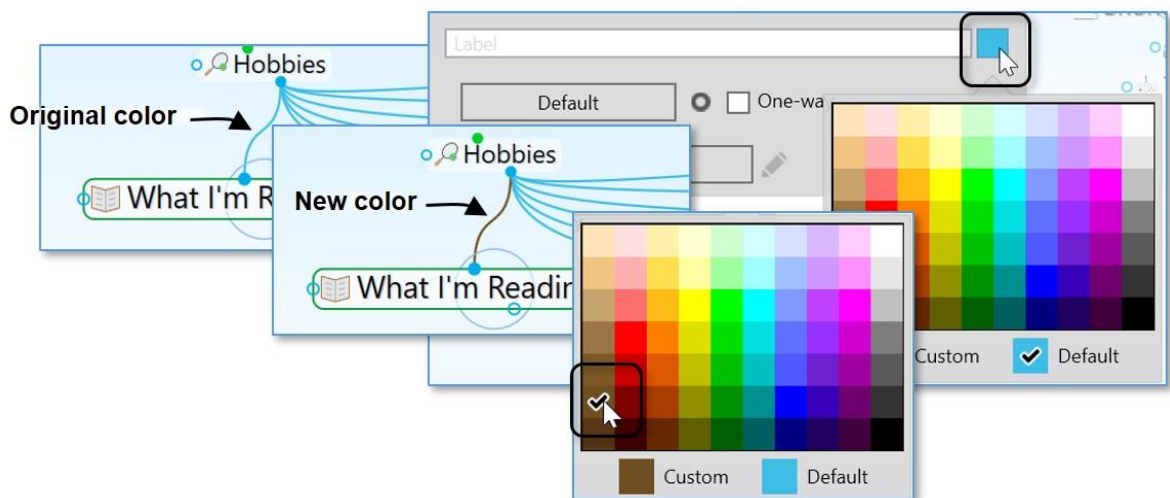 Label
Hobbies
Original color
Default
One-wa
Hobbies
What I'm R
New color
What I'm Readin
Custom
Default
Custom
Default